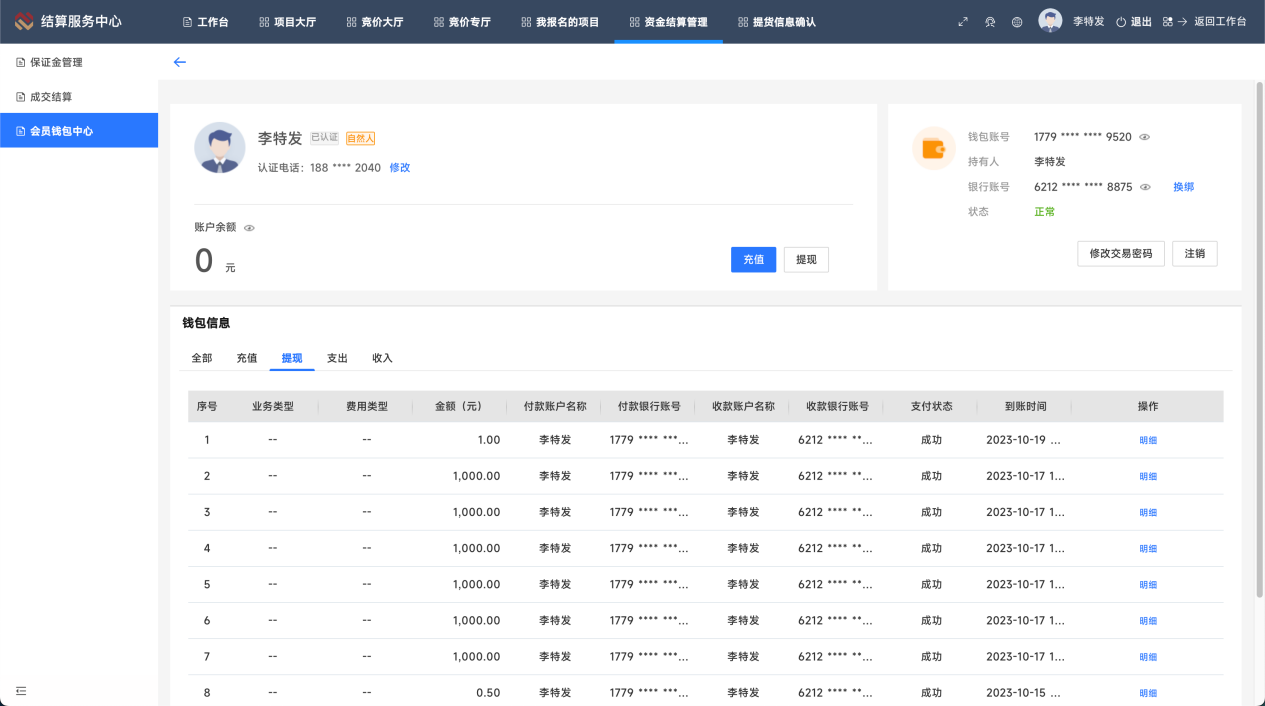 结算服务中心 工作台 项目大厅 竞价大厅 竞价专厅 我报名的项目 资金结算管理 提货信息确认 李特发 退出 返回工作台
保证金管理
成交结算
会员钱包中心
李特发 已认证 自然人
认证电话：188 **** 2040 修改
账户余额
0 元
充值 提现
钱包账号 1779 **** **** 9520
持有人 李特发
银行账号 6212 **** **** 8875 换绑
状态 正常
修改交易密码 注销
钱包信息
全部 充值 提现 支出 收入
序号 业务类型 费用类型 金额（元） 付款账户名称 付款银行账号 收款账户名称 收款银行账号 支付状态 到账时间 操作
1 -- -- 1.00 李特发 1779 **** ***... 李特发 6212 **** **... 成功 2023-10-19 ... 明细
2 -- -- 1,000.00 李特发 1779 **** ***... 李特发 6212 **** **... 成功 2023-10-17 1... 明细
3 -- -- 1,000.00 李特发 1779 **** ***... 李特发 6212 **** **... 成功 2023-10-17 1... 明细
4 -- -- 1,000.00 李特发 1779 **** ***... 李特发 6212 **** **... 成功 2023-10-17 1... 明细
5 -- -- 1,000.00 李特发 1779 **** ***... 李特发 6212 **** **... 成功 2023-10-17 1... 明细
6 -- -- 1,000.00 李特发 1779 **** ***... 李特发 6212 **** **... 成功 2023-10-17 1... 明细
7 -- -- 1,000.00 李特发 1779 **** ***... 李特发 6212 **** **... 成功 2023-10-17 1... 明细
8 -- -- 0.50 李特发 1779 **** ***... 李特发 6212 **** **... 成功 2023-10-15 ... 明细